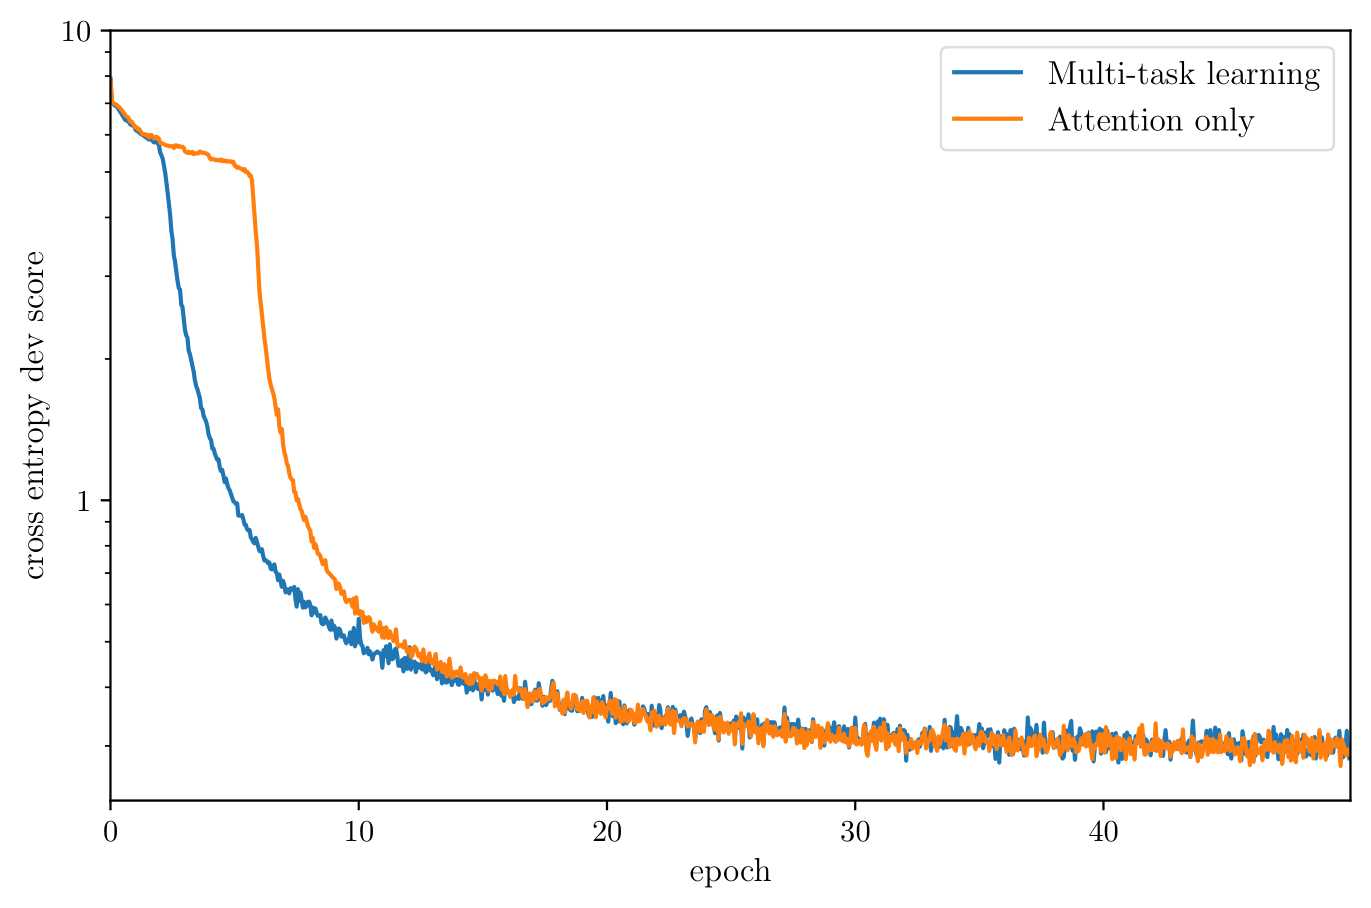 10
1
cross entropy dev score
Multi-task learning
Attention only
0 10 20 30 40
epoch